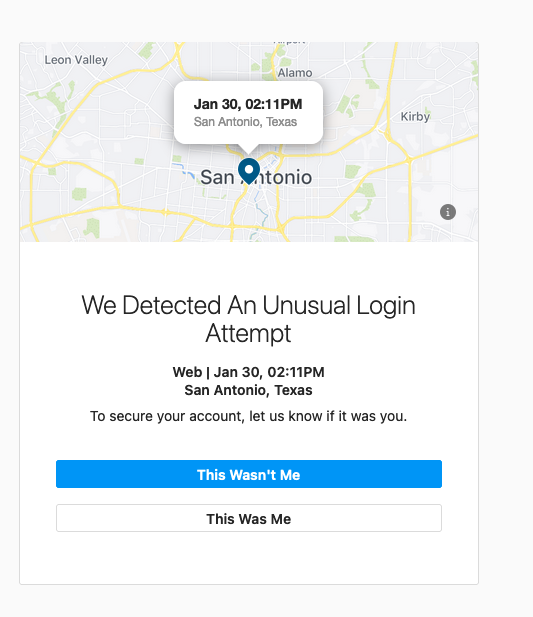 Leon Valley
Alamo
Jan 30, 02:11PM
San Antonio, Texas
Kirby
San Antonio
i
We Detected An Unusual Login
Attempt
Web | Jan 30, 02:11PM
San Antonio, Texas
To secure your account, let us know if it was you.
This Wasn't Me
This Was Me